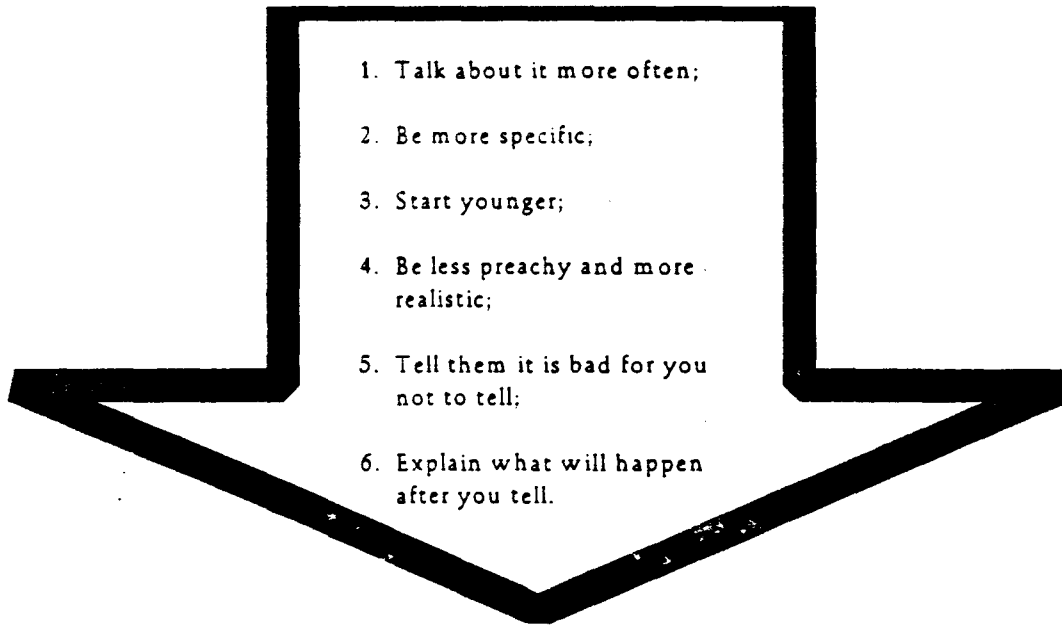 1. Talk about it more often;
2. Be more specific;
3. Start younger;
4. Be less preachy and more
realistic;
5. Tell them it is bad for you
not to tell;
6. Explain what will happen
after you tell.